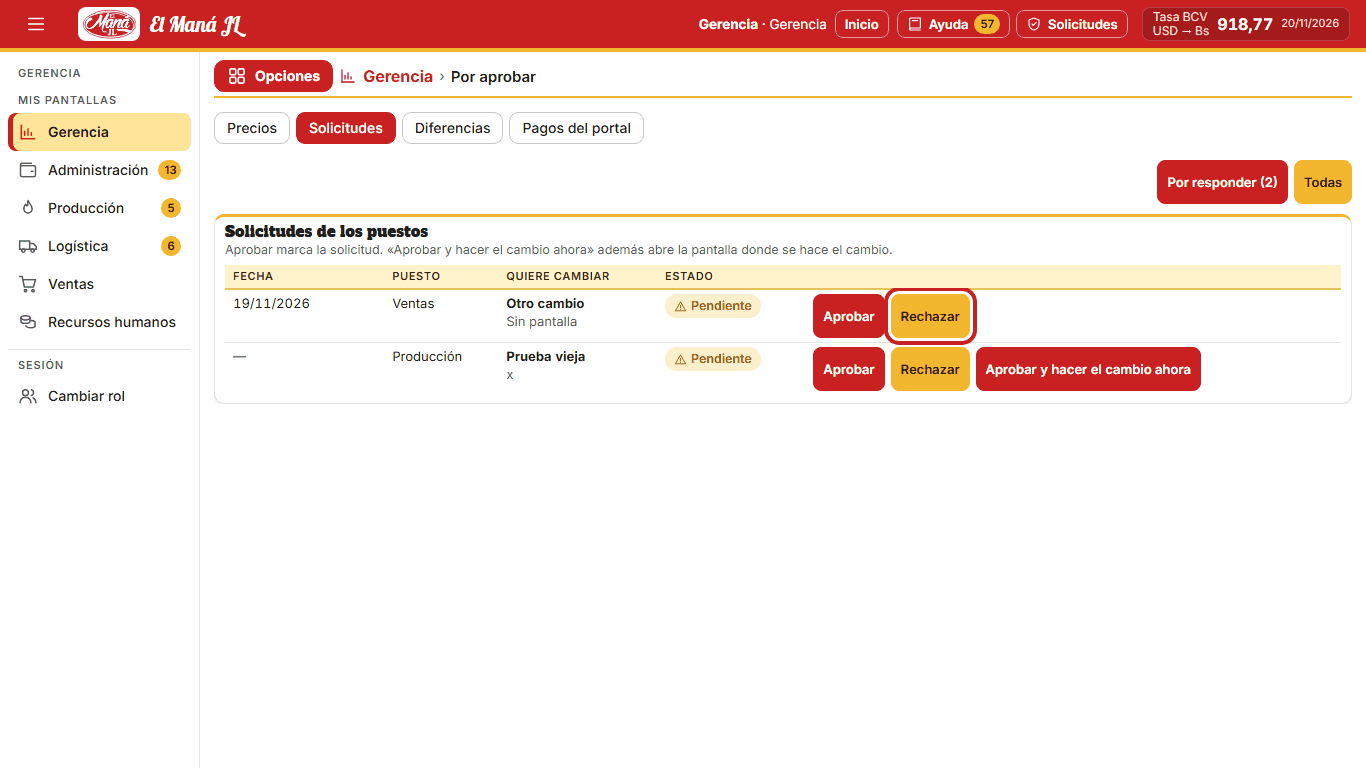 El Maná JL
El Maná JL
Gerencia · Gerencia
Inicio
Ayuda 57
Solicitudes
Tasa BCV
USD → Bs
918,77
20/11/2026
GERENCIA
MIS PANTALLAS
Gerencia
Administración 13
Producción 5
Logística 6
Ventas
Recursos humanos
SESIÓN
Cambiar rol
Opciones
Gerencia › Por aprobar
Precios
Solicitudes
Diferencias
Pagos del portal
Por responder (2)
Todas
Solicitudes de los puestos
Aprobar marca la solicitud. «Aprobar y hacer el cambio ahora» además abre la pantalla donde se hace el cambio.
FECHA PUESTO QUIERE CAMBIAR ESTADO
19/11/2026 Ventas Otro cambio Pendiente Aprobar Rechazar
Sin pantalla
— Producción Prueba vieja Pendiente Aprobar Rechazar Aprobar y hacer el cambio ahora
x